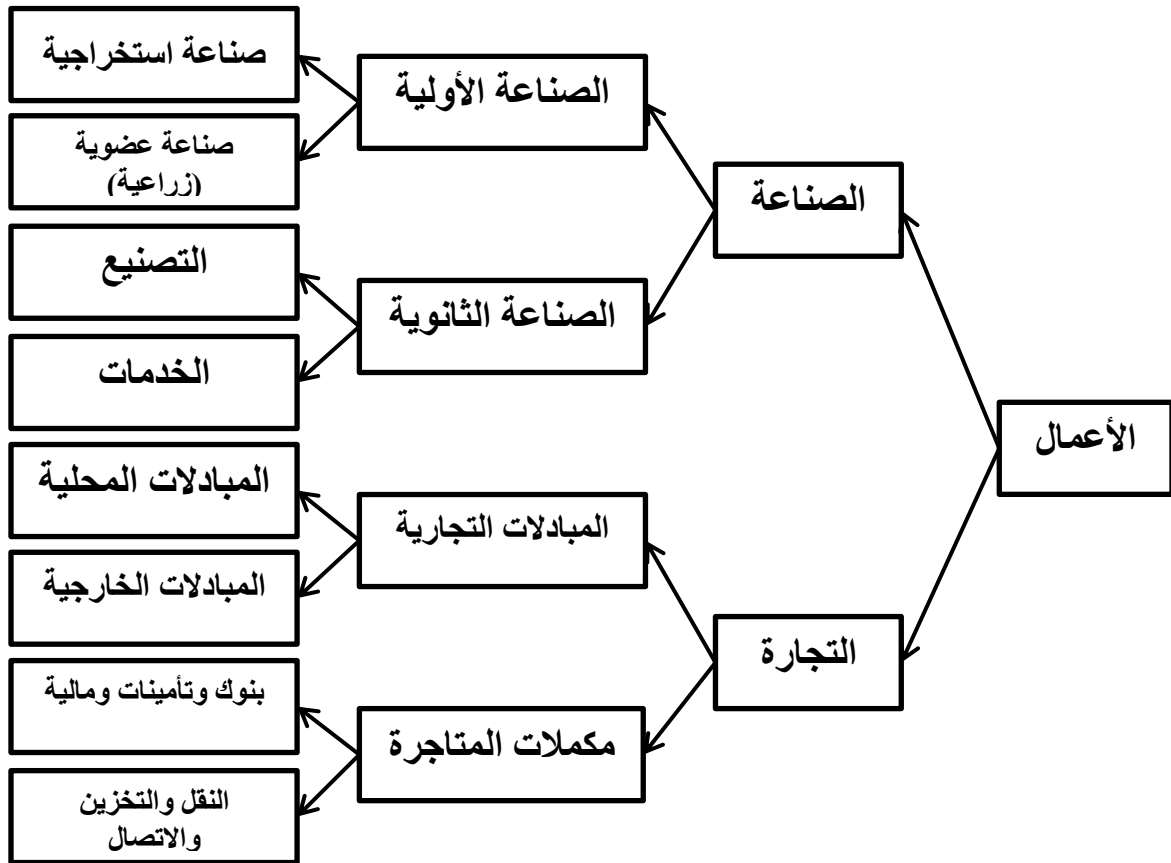 الأعمال
الصناعة
الصناعة الأولية
صناعة استخراجية
صناعة عضوية
(زراعية)
الصناعة الثانوية
التصنيع
الخدمات
التجارة
المبادلات التجارية
المبادلات المحلية
المبادلات الخارجية
مكملات المتاجرة
بنوك وتأمينات ومالية
النقل والتخزين
والاتصال